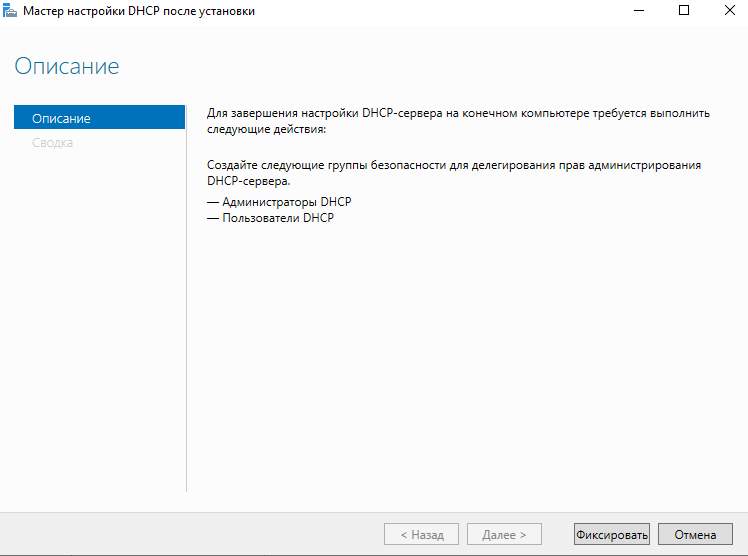 Мастер настройки DHCP после установки
Описание
Описание
Сводка
Для завершения настройки DHCP-сервера на конечном компьютере требуется выполнить
следующие действия:
Создайте следующие группы безопасности для делегирования прав администрирования
DHCP-сервера.
— Администраторы DHCP
— Пользователи DHCP
< Назад
Далее >
Фиксировать
Отмена